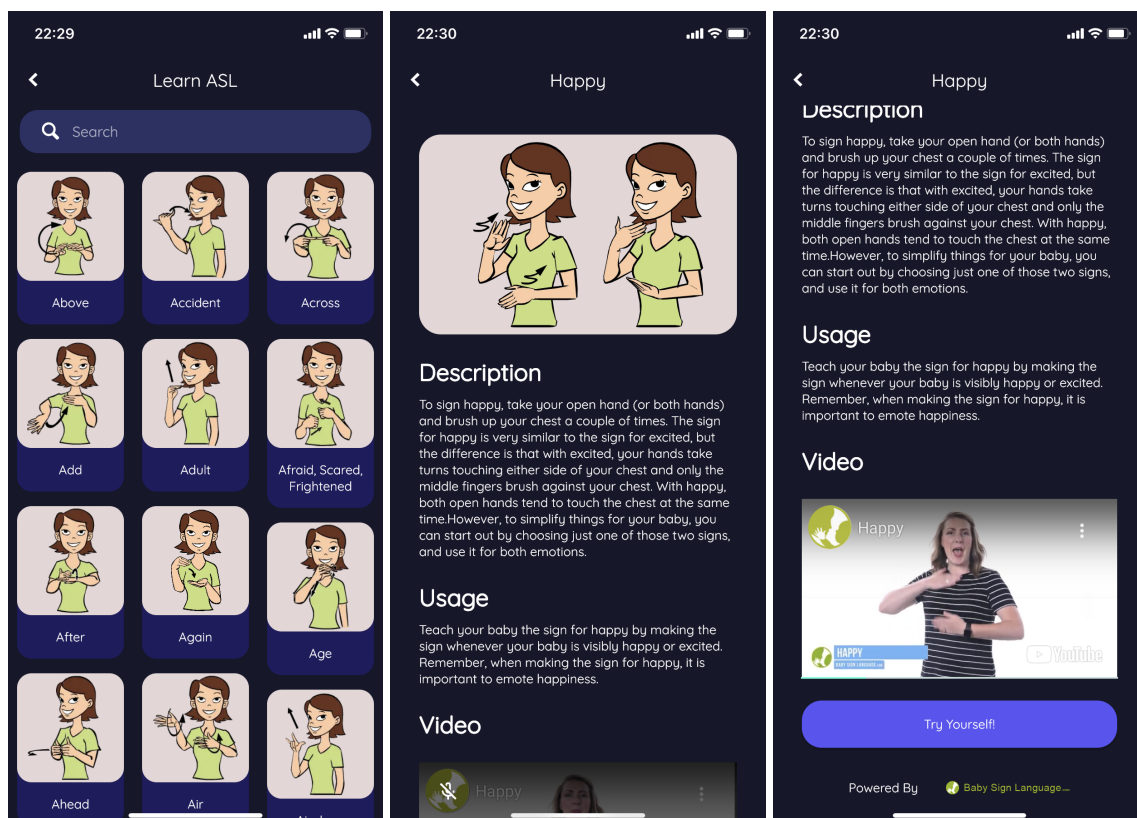 22:29
Learn ASL
Search
Above
Accident
Across
Add
Adult
Afraid, Scared,
Frightened
After
Again
Age
Ahead
Air
22:30
Happy
Description
To sign happy, take your open hand (or both hands)
and brush up your chest a couple of times. The sign
for happy is very similar to the sign for excited, but
the difference is that with excited, your hands take
turns touching either side of your chest and only the
middle fingers brush against your chest. With happy,
both open hands tend to touch the chest at the same
time.However, to simplify things for your baby, you
can start out by choosing just one of those two signs,
and use it for both emotions.
Usage
Teach your baby the sign for happy by making the
sign whenever your baby is visibly happy or excited.
Remember, when making the sign for happy, it is
important to emote happiness.
Video
Happy
22:30
Happy
Description
To sign happy, take your open hand (or both hands)
and brush up your chest a couple of times. The sign
for happy is very similar to the sign for excited, but
the difference is that with excited, your hands take
turns touching either side of your chest and only the
middle fingers brush against your chest. With happy,
both open hands tend to touch the chest at the same
time.However, to simplify things for your baby, you
can start out by choosing just one of those two signs,
and use it for both emotions.
Usage
Teach your baby the sign for happy by making the
sign whenever your baby is visibly happy or excited.
Remember, when making the sign for happy, it is
important to emote happiness.
Video
Happy
HAPPY
BABY SIGN LANGUAGE
YouTube
Try Yourself!
Powered By
Baby Sign Language